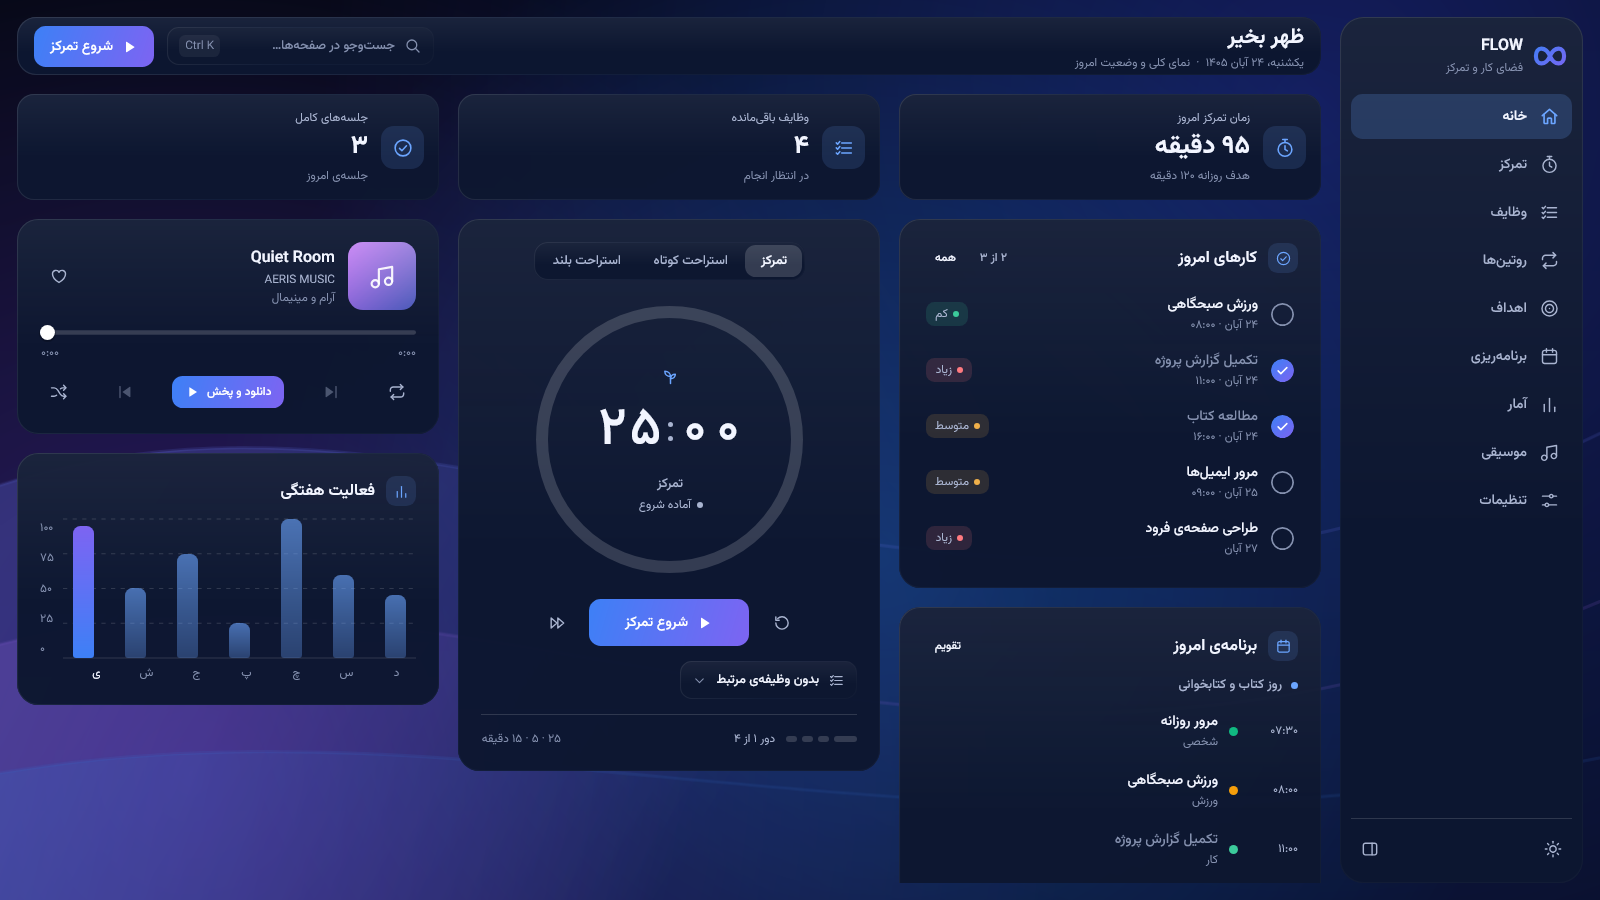 FLOW
فضای کار و تمرکز
خانه
تمرکز
وظایف
روتین‌ها
اهداف
برنامه‌ریزی
آمار
موسیقی
تنظیمات
ظهر بخیر
یکشنبه، ۲۴ آبان ۱۴۰۵ · نمای کلی و وضعیت امروز
جست‌وجو در صفحه‌ها...
Ctrl K
شروع تمرکز
زمان تمرکز امروز
۹۵ دقیقه
هدف روزانه ۱۲۰ دقیقه
وظایف باقی‌مانده
۴
در انتظار انجام
جلسه‌های کامل
۳
جلسه‌ی امروز
کارهای امروز
۲ از ۳
همه
ورزش صبحگاهی
۲۴ آبان · ۰۸:۰۰
کم
تکمیل گزارش پروژه
۲۴ آبان · ۱۱:۰۰
زیاد
مطالعه کتاب
۲۴ آبان · ۱۶:۰۰
متوسط
مرور ایمیل‌ها
۲۵ آبان · ۰۹:۰۰
متوسط
طراحی صفحه‌ی فرود
۲۷ آبان
زیاد
برنامه‌ی امروز
تقویم
روز کتاب و کتابخوانی
۰۷:۳۰
مرور روزانه
شخصی
۰۸:۰۰
ورزش صبحگاهی
ورزش
۱۱:۰۰
تکمیل گزارش پروژه
کار
تمرکز
استراحت کوتاه
استراحت بلند
۲۵:۰۰
تمرکز
آماده شروع
شروع تمرکز
بدون وظیفه‌ی مرتبط
دور ۱ از ۴
۲۵ · ۵ · ۱۵ دقیقه
Quiet Room
AERIS MUSIC
آرام و مینیمال
۰:۰۰
۰:۰۰
دانلود و پخش
فعالیت هفتگی
۱۰۰
۷۵
۵۰
۲۵
۰
د
س
چ
پ
ج
ش
ی